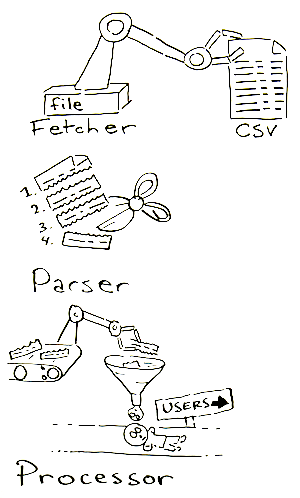 file
Fetcher
CSV
1.
2.
3.
4.
Parser
USERS
Processor